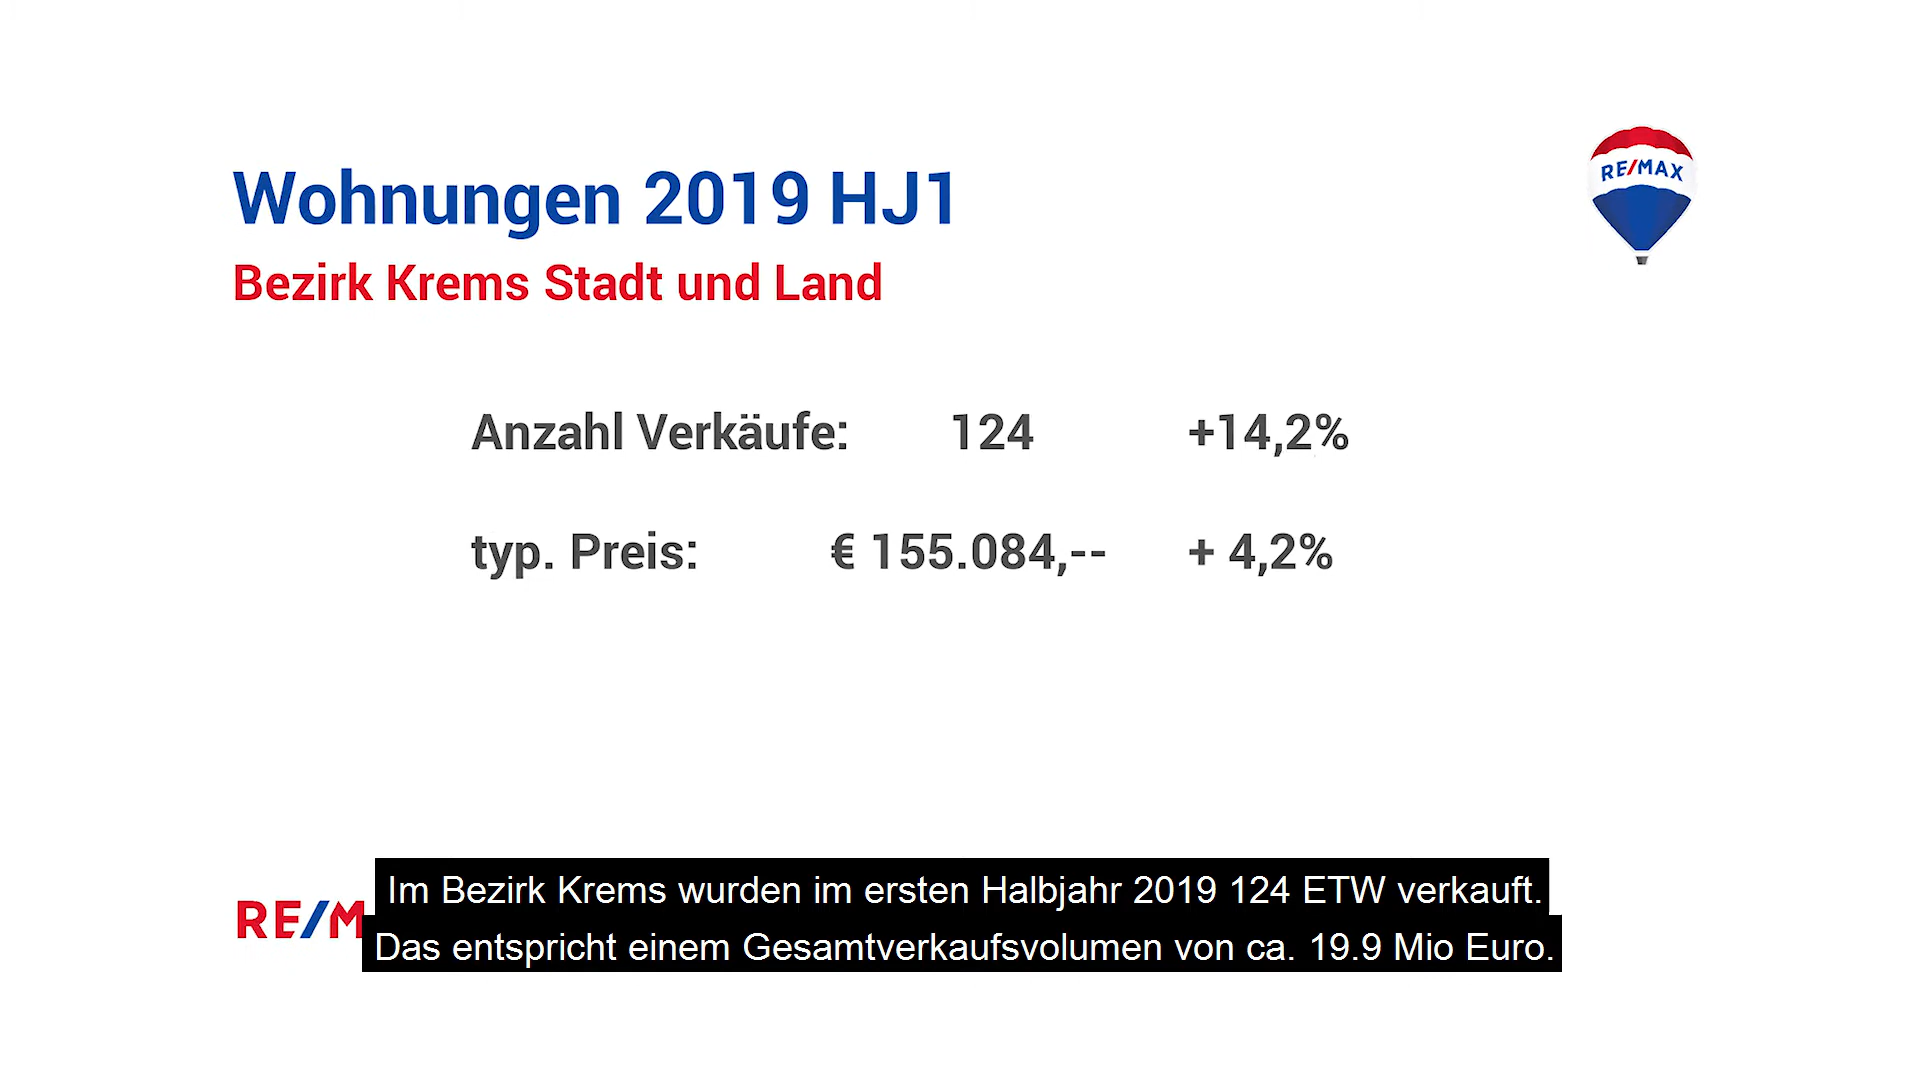 RE/MAX
Wohnungen 2019 HJ1
Bezirk Krems Stadt und Land
Anzahl Verkäufe: 124 +14,2%
typ. Preis: € 155.084,-- + 4,2%
RE/M
Im Bezirk Krems wurden im ersten Halbjahr 2019 124 ETW verkauft.
Das entspricht einem Gesamtverkaufsvolumen von ca. 19.9 Mio Euro.